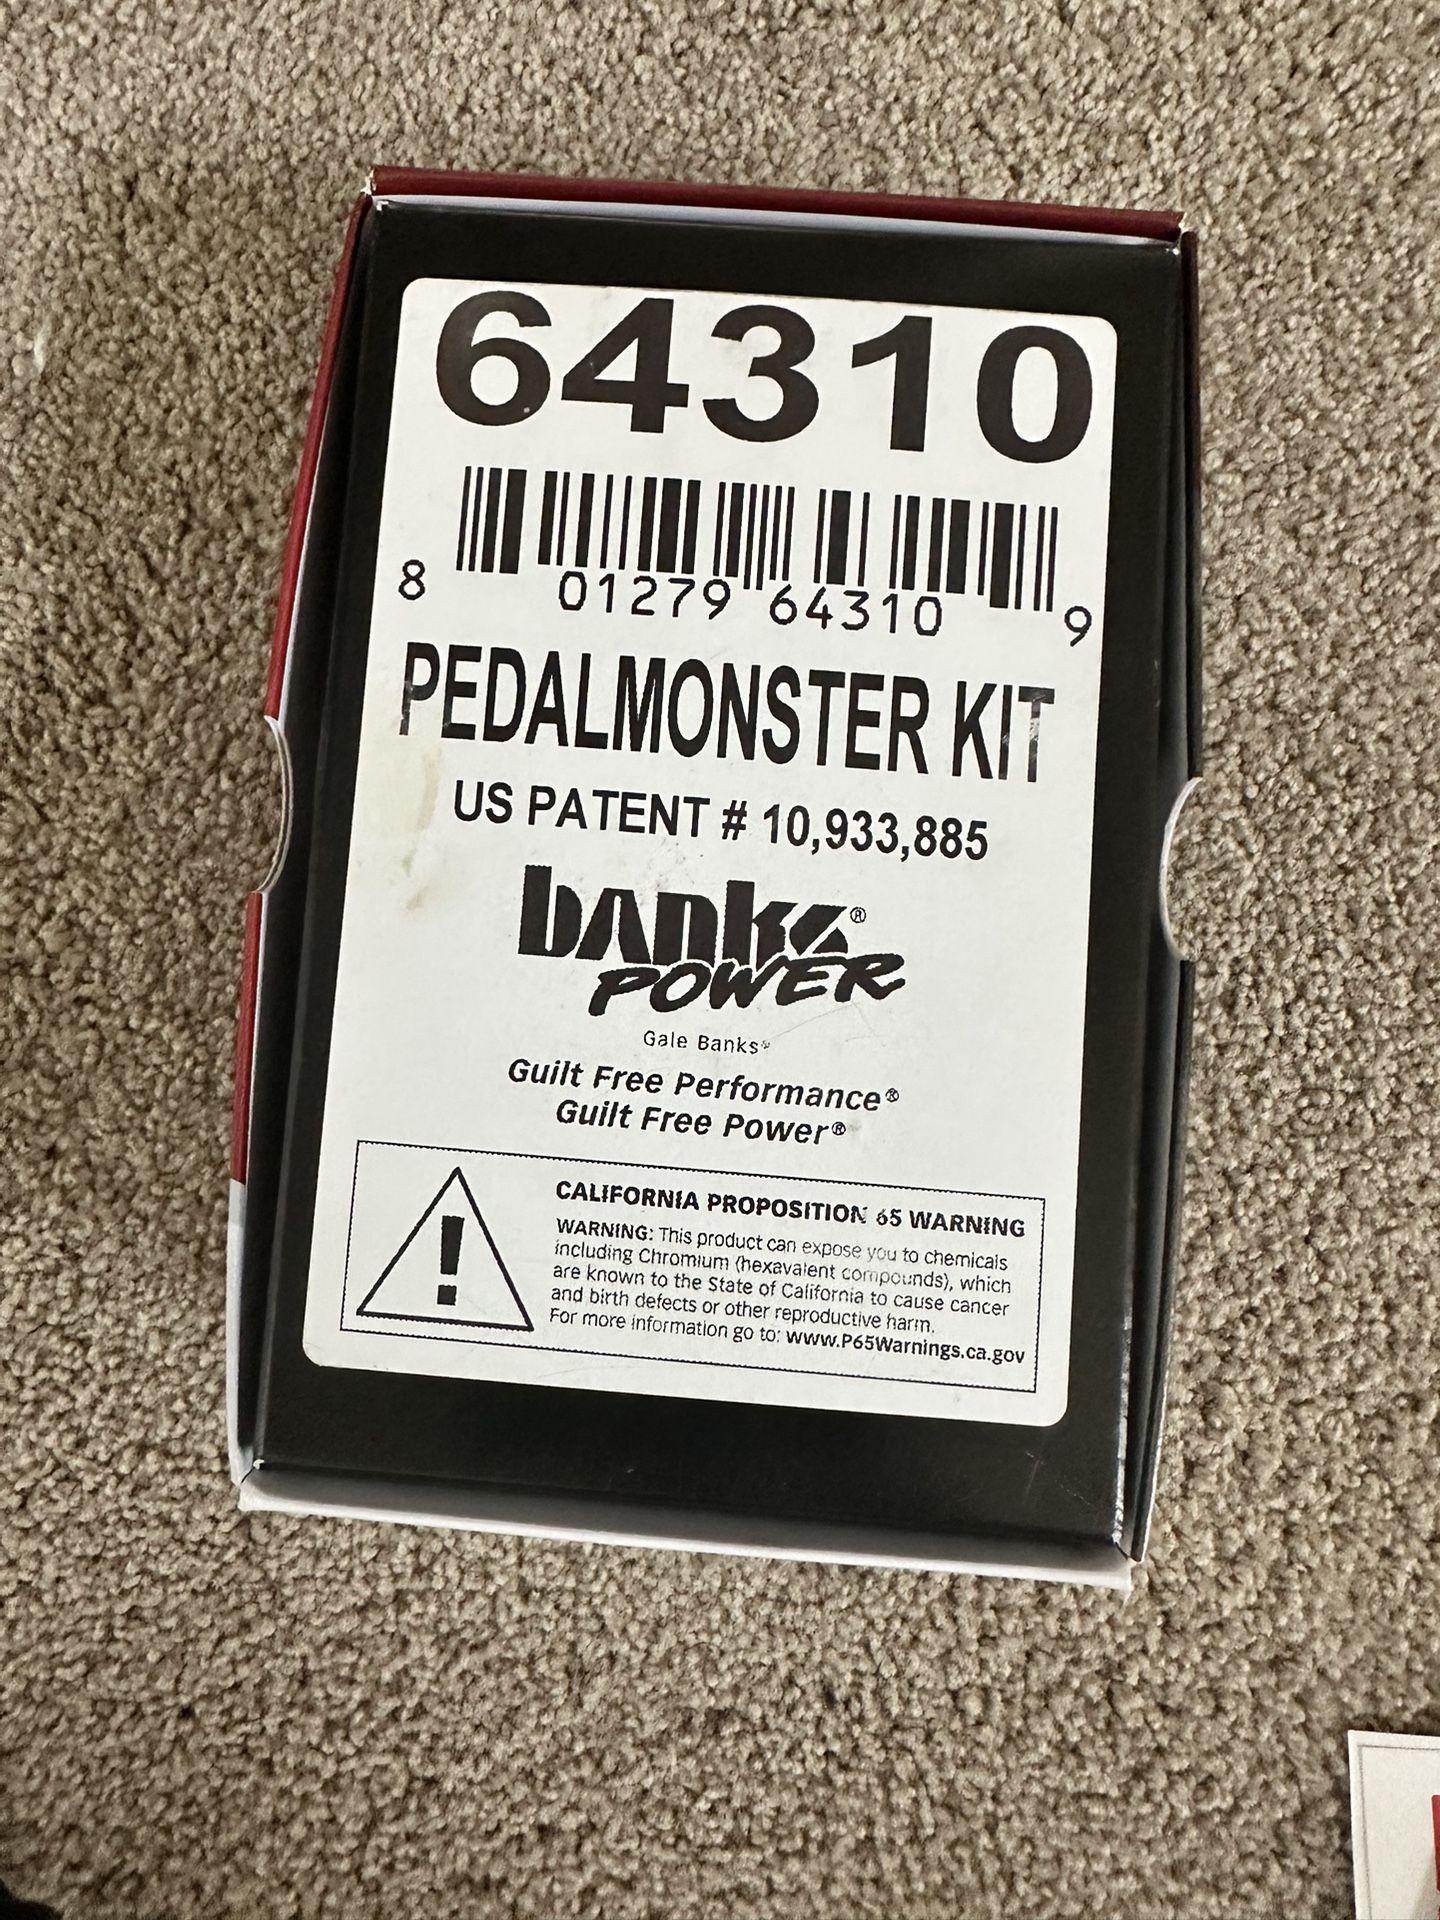 64310
8 01279 64310 9
PEDALMONSTER KIT
US PATENT # 10,933,885
banks®
POWER
Gale Banks®
Guilt Free Performance®
Guilt Free Power®
CALIFORNIA PROPOSITION 65 WARNING
WARNING: This product can expose you to chemicals
including Chromium (hexavalent compounds), which
are known to the State of California to cause cancer
and birth defects or other reproductive harm.
For more information go to: www.P65Warnings.ca.gov